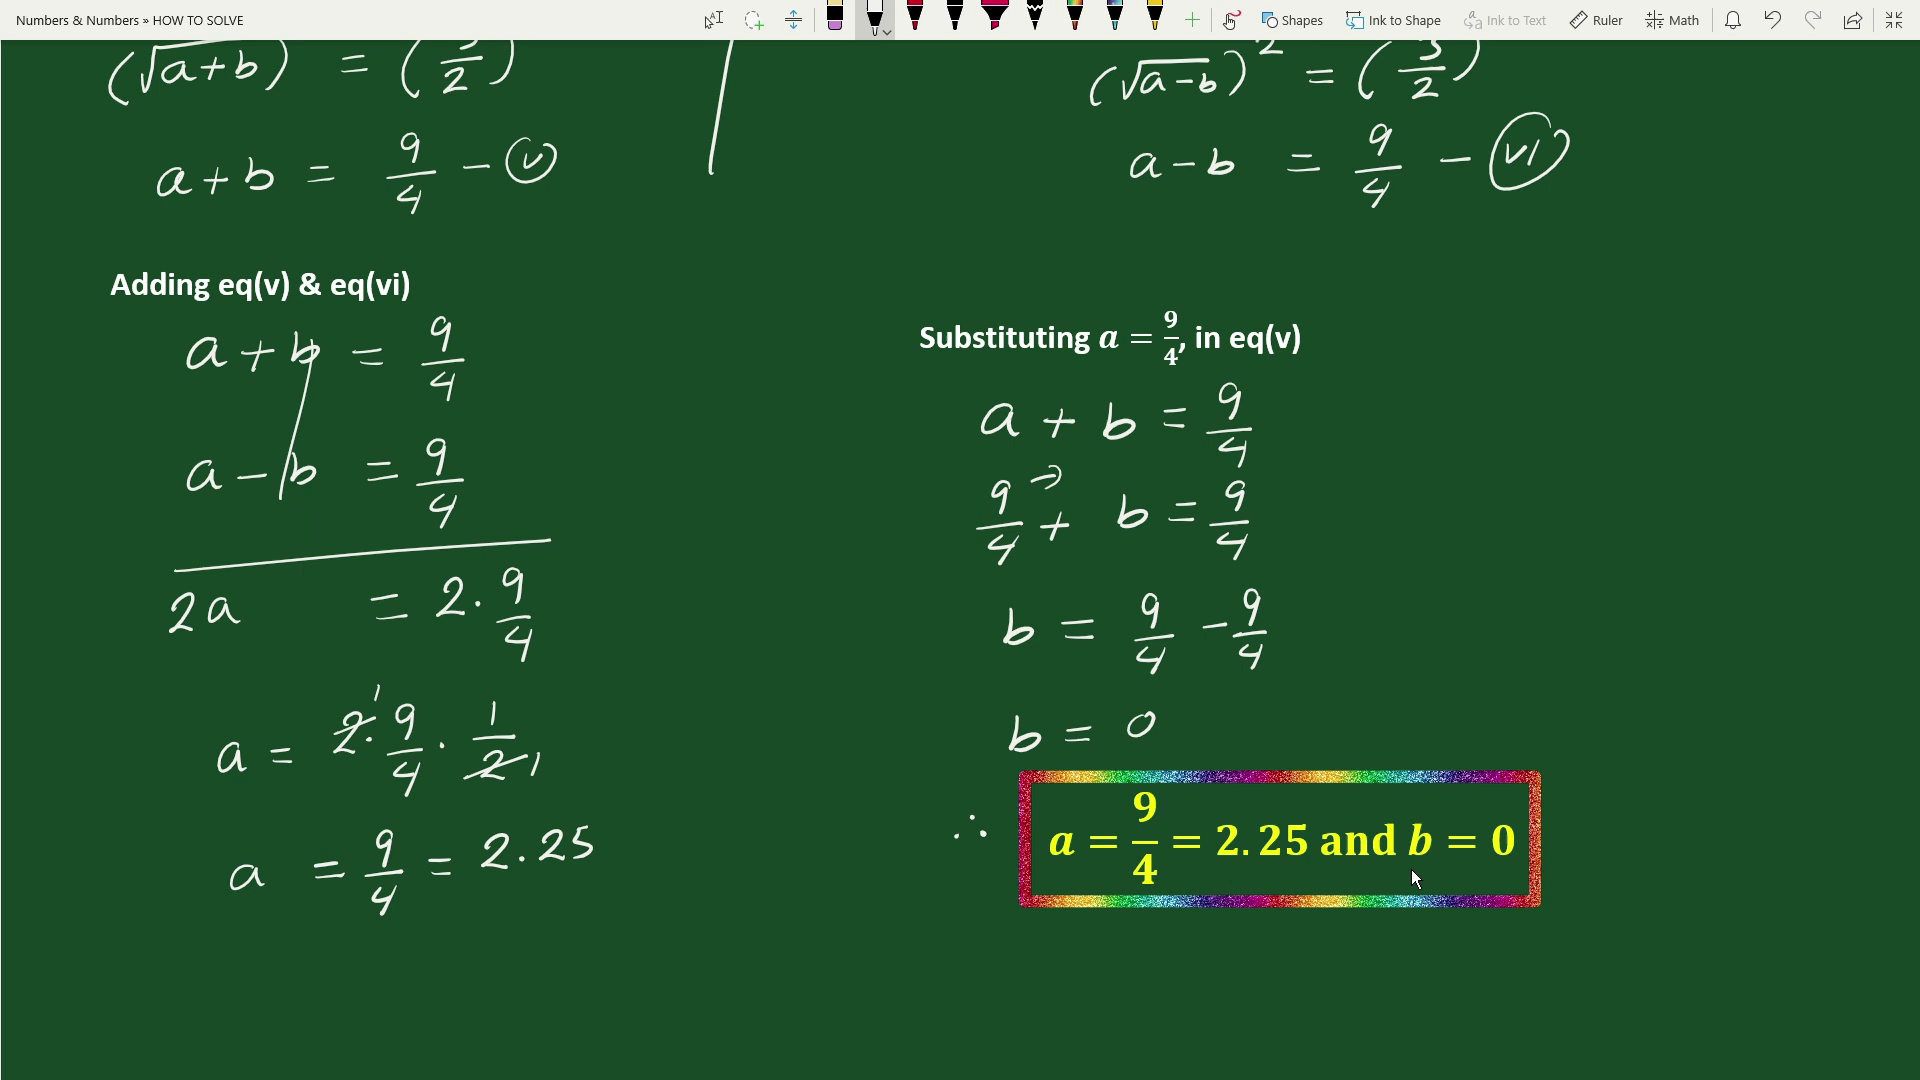 Numbers & Numbers » HOW TO SOLVE
Shapes Ink to Shape Ink to Text Ruler Math
(√a+b) = (3/2)
a + b = 9/4 - (v)
(√a-b)² = (3/2)
a - b = 9/4 - (vi)
Adding eq(v) & eq(vi)
a + b = 9/4
a - b = 9/4
2a = 2 · 9/4
a = 2 · 9/4 · 1/2
1 1
a = 9/4 = 2.25
Substituting a = 9/4, in eq(v)
a + b = 9/4
9/4 + b = 9/4
b = 9/4 - 9/4
b = 0
∴ a = 9/4 = 2.25 and b = 0